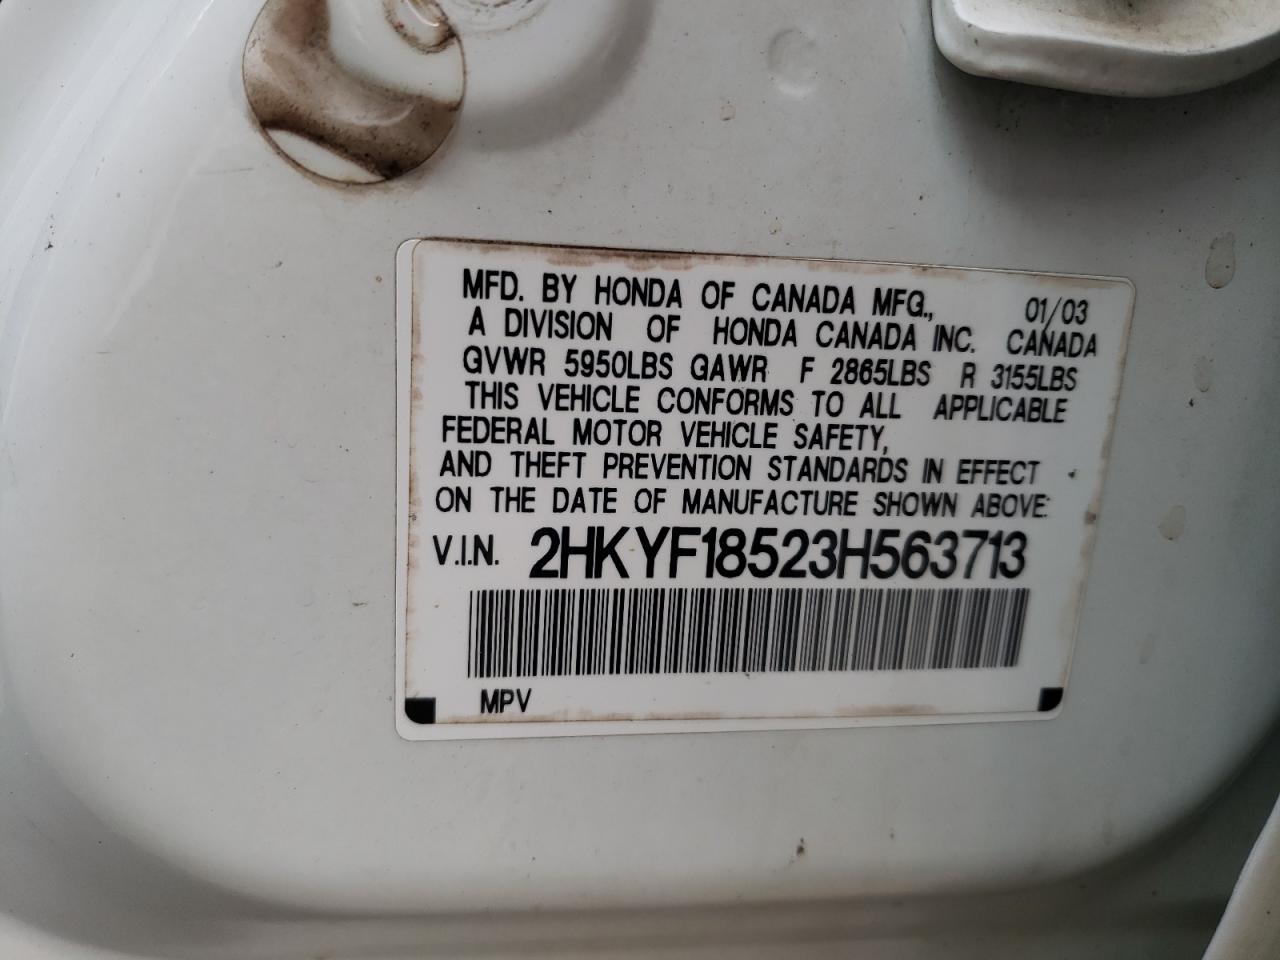 MFD. BY HONDA OF CANADA MFG., 01/03
A DIVISION OF HONDA CANADA INC. CANADA
GVWR 5950LBS GAWR F 2865LBS R 3155LBS
THIS VEHICLE CONFORMS TO ALL APPLICABLE
FEDERAL MOTOR VEHICLE SAFETY,
AND THEFT PREVENTION STANDARDS IN EFFECT
ON THE DATE OF MANUFACTURE SHOWN ABOVE:
V.I.N. 2HKYF18523H563713
MPV